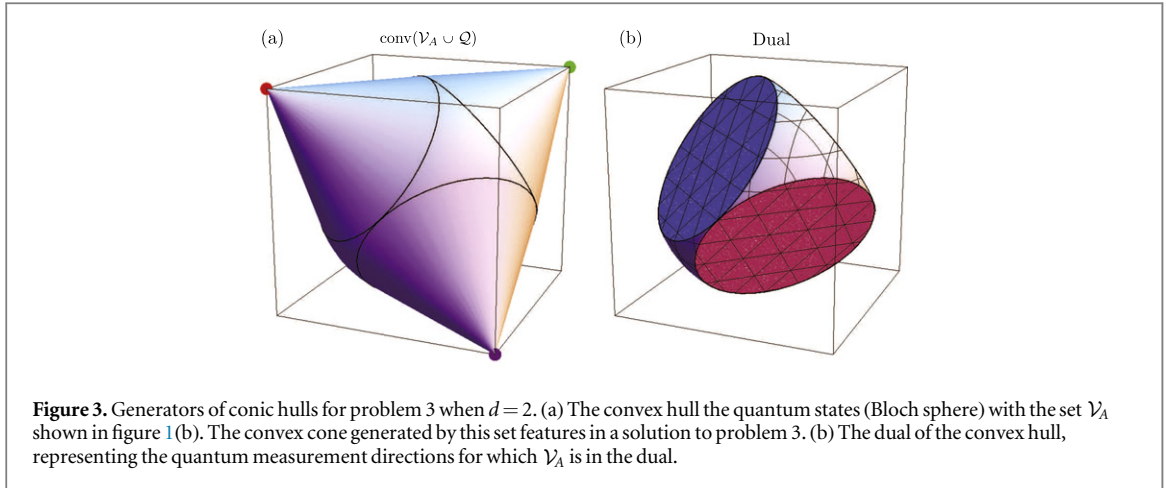 (a) conv(𝒱_A ∪ 𝒬) (b) Dual
Figure 3. Generators of conic hulls for problem 3 when d = 2. (a) The convex hull the quantum states (Bloch sphere) with the set 𝒱_A
shown in figure 1(b). The convex cone generated by this set features in a solution to problem 3. (b) The dual of the convex hull,
representing the quantum measurement directions for which 𝒱_A is in the dual.